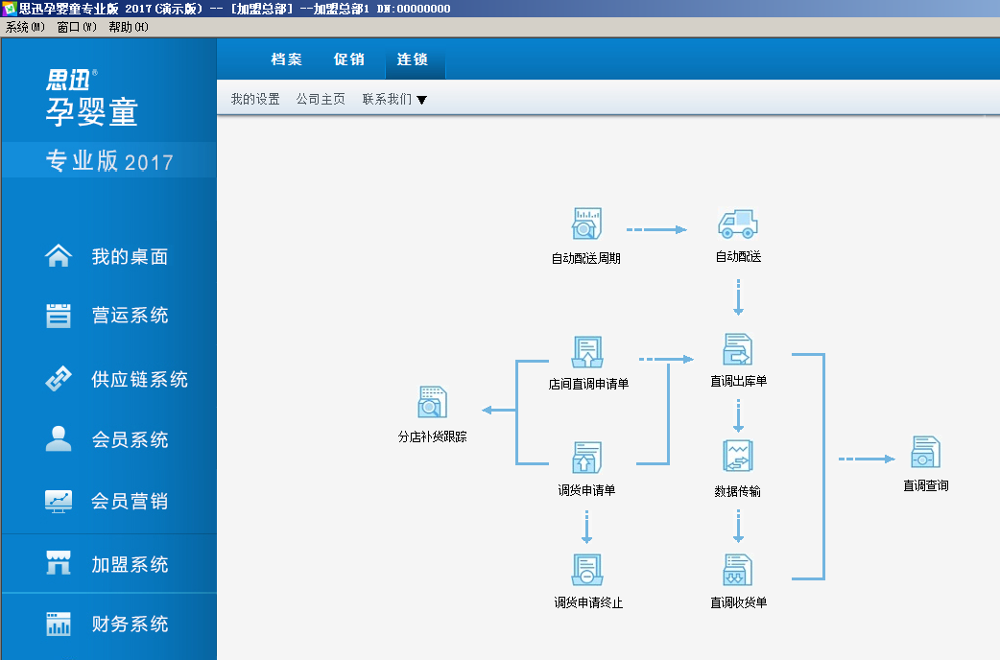 思迅孕婴童专业版 2017(演示版) -- [加盟总部] --加盟总部1 DN:00000000
系统(M) 窗口(W) 帮助(H)
思迅®
孕婴童
专业版 2017
我的桌面
营运系统
供应链系统
会员系统
会员营销
加盟系统
财务系统
档案 促销 连锁
我的设置 公司主页 联系我们
自动配送周期 自动配送
店间直调申请单 直调出库单
分店补货跟踪
调货申请单 数据传输 直调查询
调货申请终止 直调收货单